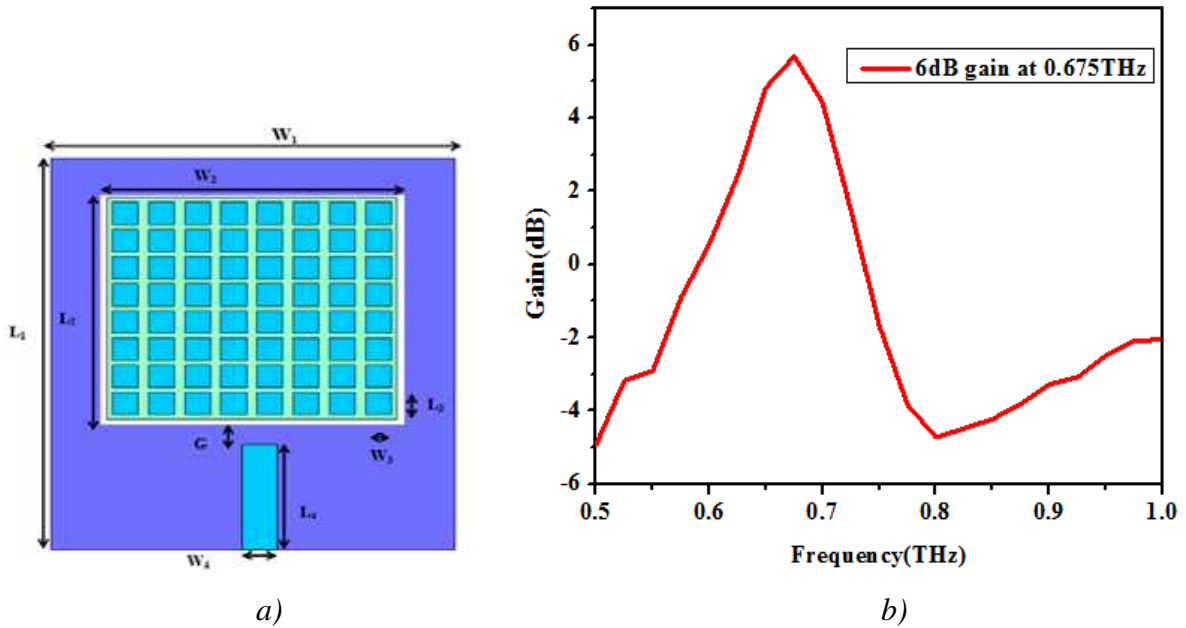 W₁
W₂
L₁
L₂
L₃
G
W₃
L₄
W₄
a)
6dB gain at 0.675THz
Gain(dB)
6
4
2
0
-2
-4
-6
0.5 0.6 0.7 0.8 0.9 1.0
Frequency(THz)
b)